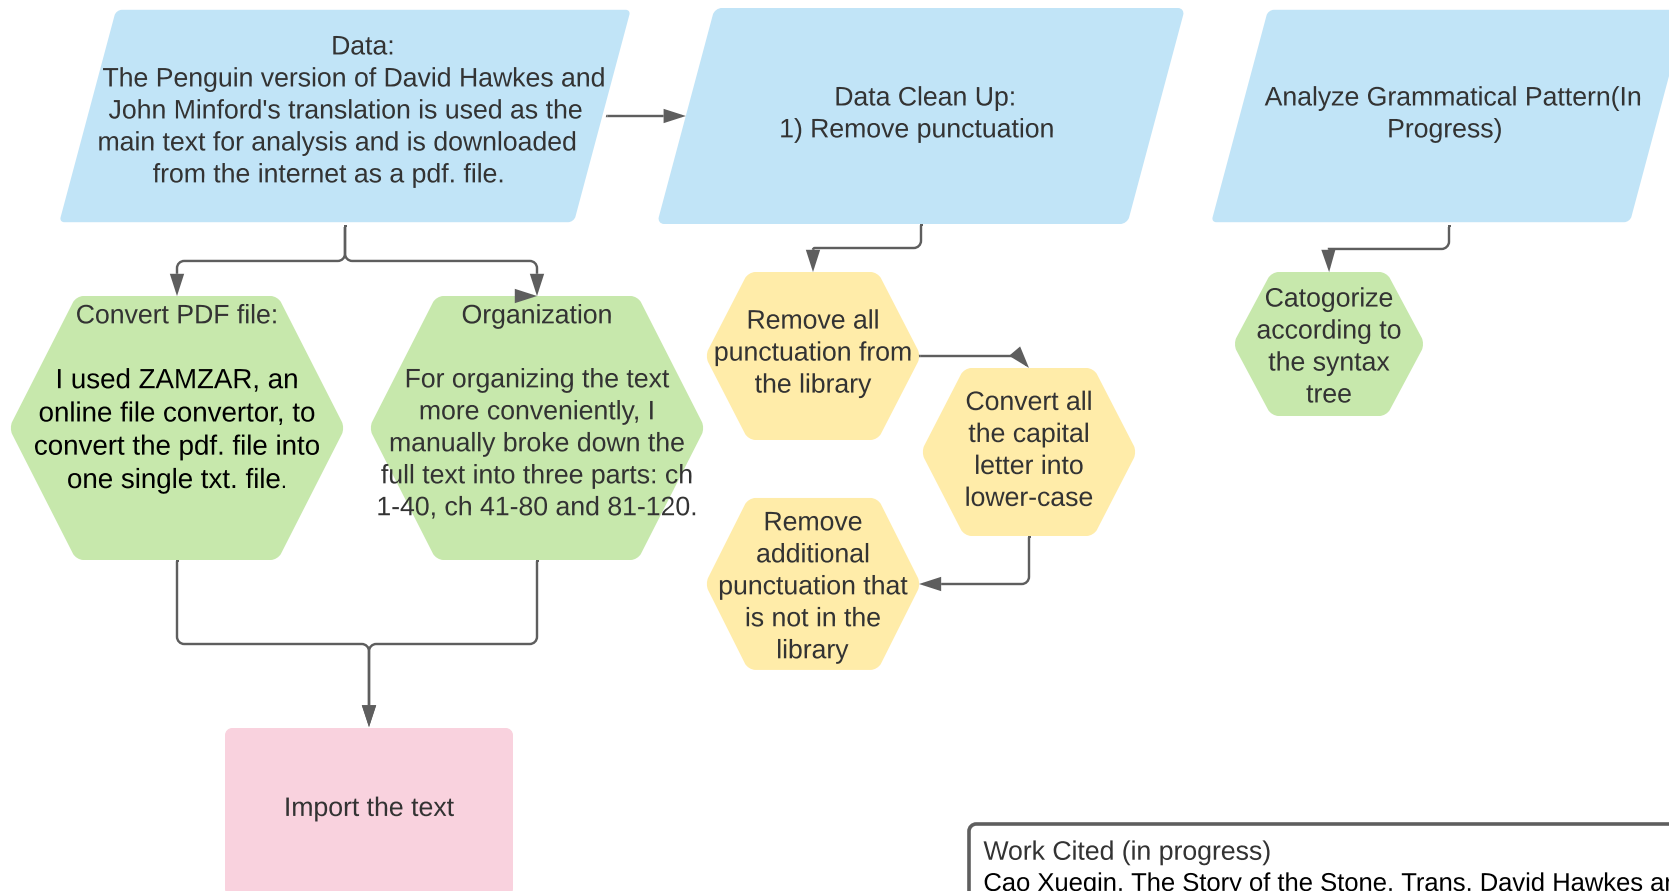 Data:
The Penguin version of David Hawkes and
John Minford's translation is used as the
main text for analysis and is downloaded
from the internet as a pdf. file.
Data Clean Up:
1) Remove punctuation
Analyze Grammatical Pattern(In
Progress)
Convert PDF file:
I used ZAMZAR, an
online file convertor, to
convert the pdf. file into
one single txt. file.
Organization
For organizing the text
more conveniently, I
manually broke down the
full text into three parts: ch
1-40, ch 41-80 and 81-120.
Remove all
punctuation from
the library
Convert all
the capital
letter into
lower-case
Remove
additional
punctuation that
is not in the
library
Catogorize
according to
the syntax
tree
Import the text
Work Cited (in progress)
Cao Xueqin. The Story of the Stone. Trans. David Hawkes